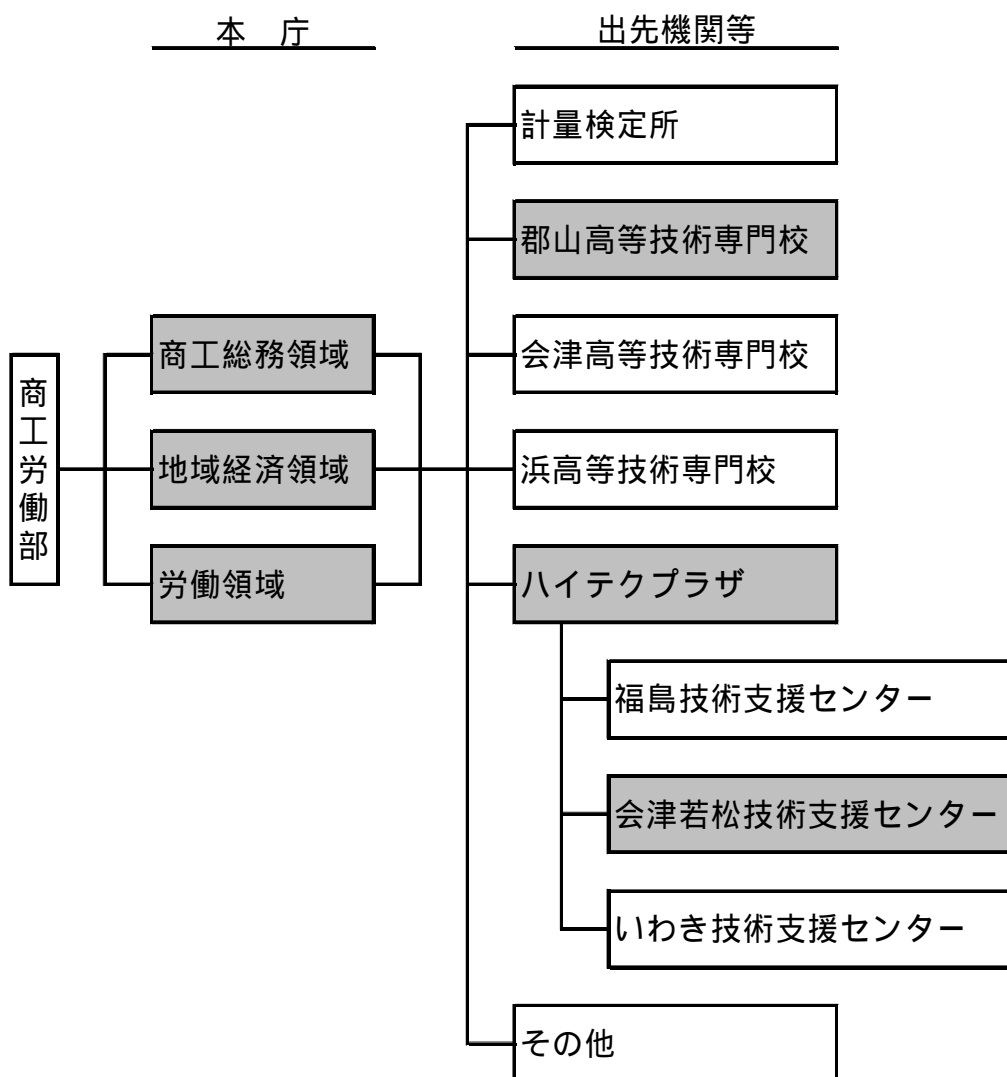 本　庁
出先機関等
商工労働部
商工総務領域
地域経済領域
労働領域
計量検定所
郡山高等技術専門校
会津高等技術専門校
浜高等技術専門校
ハイテクプラザ
福島技術支援センター
会津若松技術支援センター
いわき技術支援センター
その他